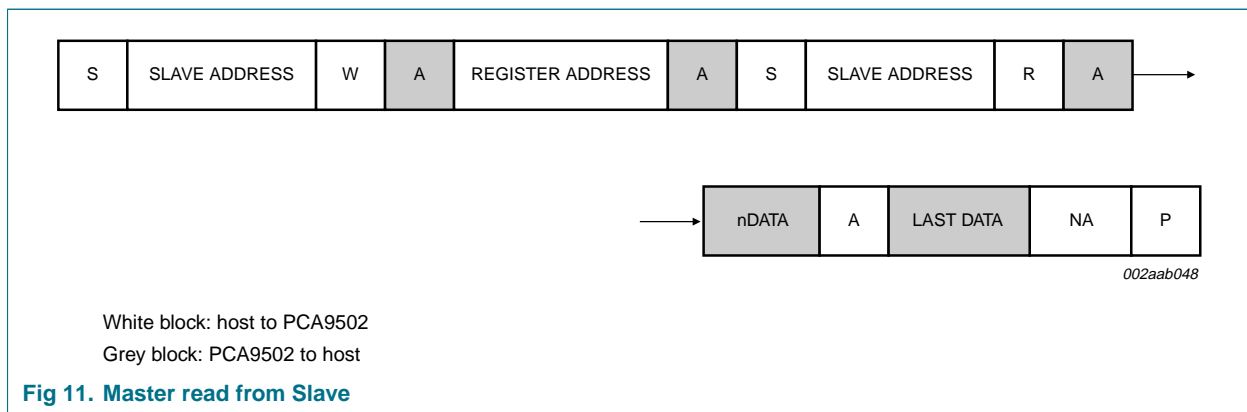 S SLAVE ADDRESS W A REGISTER ADDRESS A S SLAVE ADDRESS R A
nDATA A LAST DATA NA P
002aab048
White block: host to PCA9502
Grey block: PCA9502 to host
Fig 11. Master read from Slave